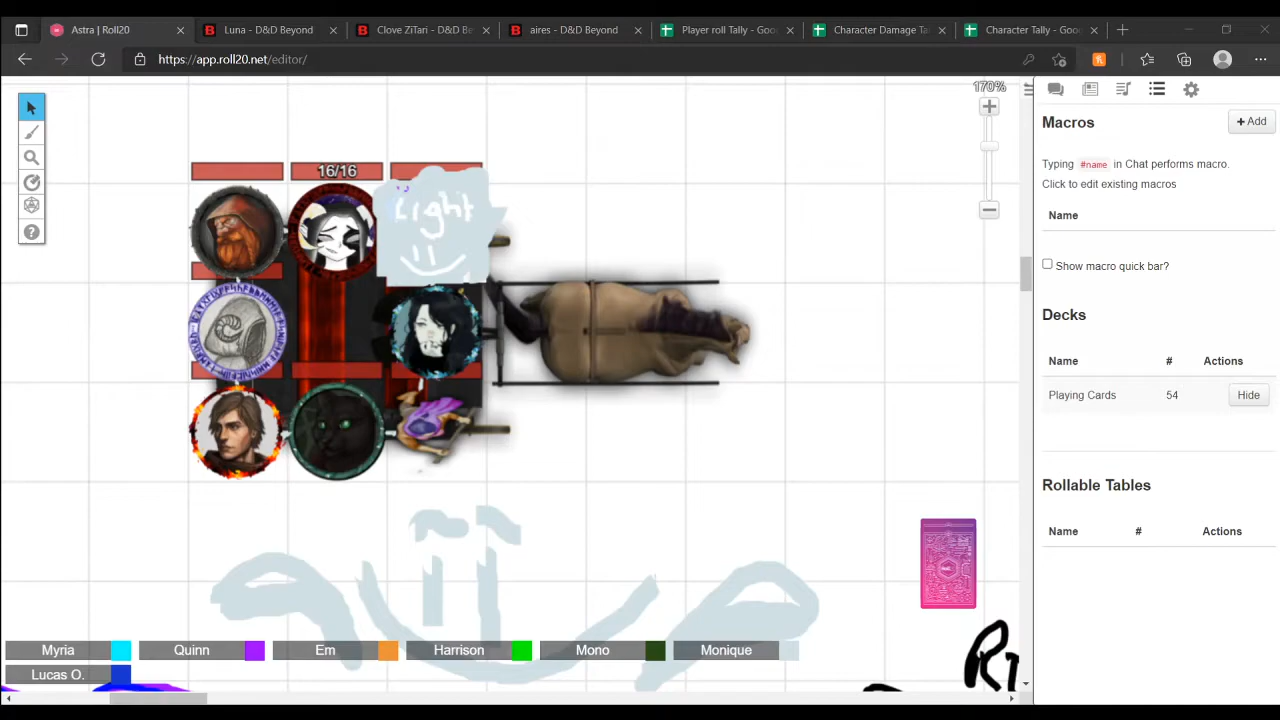 Astra | Roll20
Luna - D&D Beyond
Clove ZiTari - D&D Be
aires - D&D Beyond
Player roll Tally - Goo
Character Damage Ta
Character Tally - Goo
https://app.roll20.net/editor/
170%
Macros
+ Add
Typing #name in Chat performs macro.
Click to edit existing macros
Name
Show macro quick bar?
Decks
Name # Actions
Playing Cards 54 Hide
Rollable Tables
Name # Actions
16/16
Light
Myria
Quinn
Em
Harrison
Mono
Monique
Lucas O.